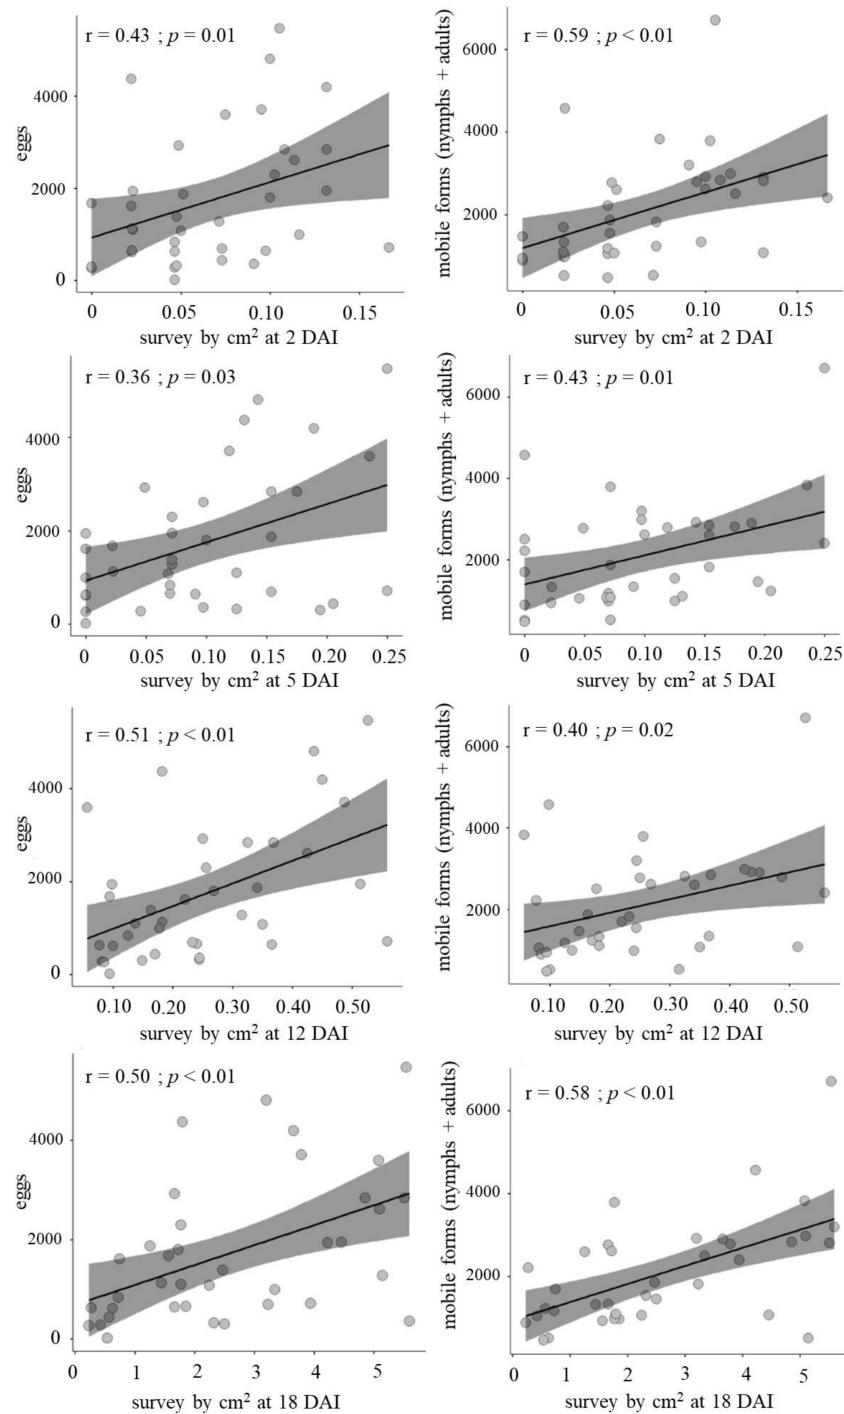 r = 0.43 ; p = 0.01
eggs
4000
2000
0
0 0.05 0.10 0.15
survey by cm² at 2 DAI
r = 0.59 ; p < 0.01
mobile forms (nymphs + adults)
6000
4000
2000
0 0.05 0.10 0.15
survey by cm² at 2 DAI
r = 0.36 ; p = 0.03
eggs
4000
2000
0
0 0.05 0.10 0.15 0.20 0.25
survey by cm² at 5 DAI
r = 0.43 ; p = 0.01
mobile forms (nymphs + adults)
6000
4000
2000
0 0.05 0.10 0.15 0.20 0.25
survey by cm² at 5 DAI
r = 0.51 ; p < 0.01
eggs
4000
2000
0
0.10 0.20 0.30 0.40 0.50
survey by cm² at 12 DAI
r = 0.40 ; p = 0.02
mobile forms (nymphs + adults)
6000
4000
2000
0.10 0.20 0.30 0.40 0.50
survey by cm² at 12 DAI
r = 0.50 ; p < 0.01
eggs
4000
2000
0
0 1 2 3 4 5
survey by cm² at 18 DAI
r = 0.58 ; p < 0.01
mobile forms (nymphs + adults)
6000
4000
2000
0 1 2 3 4 5
survey by cm² at 18 DAI